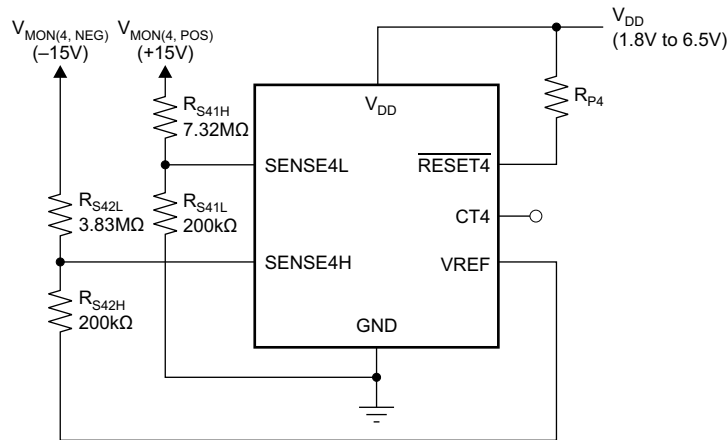 V_MON(4, NEG)
(–15V)
V_MON(4, POS)
(+15V)
V_DD
(1.8V to 6.5V)
R_S41H
7.32MΩ
V_DD
R_P4
SENSE4L
R̅E̅S̅E̅T̅4̅
R_S42L
3.83MΩ
R_S41L
200kΩ
CT4
SENSE4H
VREF
R_S42H
200kΩ
GND